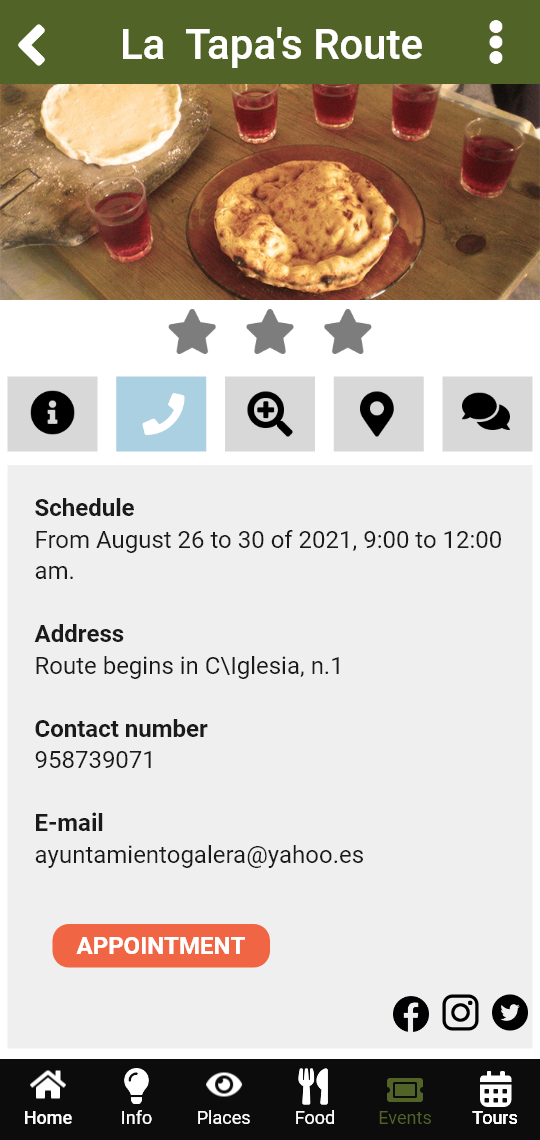 La  Tapa's Route
Schedule
From August 26 to 30 of 2021, 9:00 to 12:00
am.
Address
Route begins in C\Iglesia, n.1
Contact number
958739071
E-mail
ayuntamientogalera@yahoo.es
APPOINTMENT
Home Info Places Food Events Tours